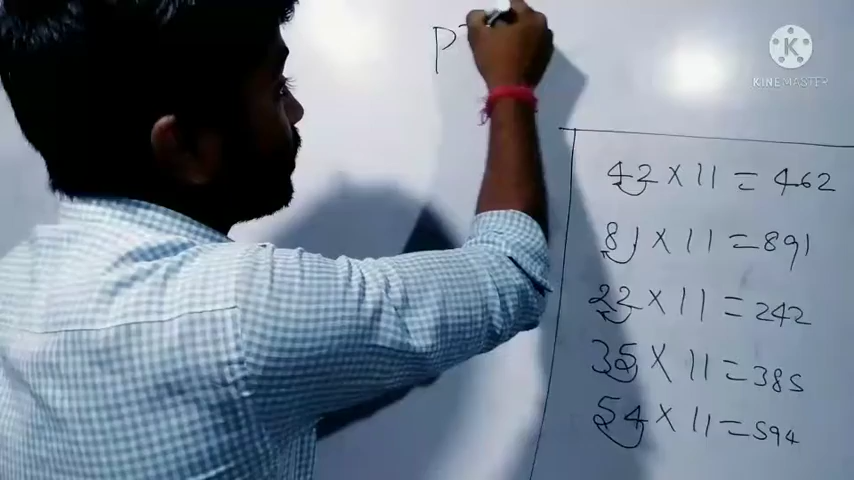 P
K
KINEMASTER
42 × 11 = 462
81 × 11 = 891
22 × 11 = 242
35 × 11 = 385
54 × 11 = 594